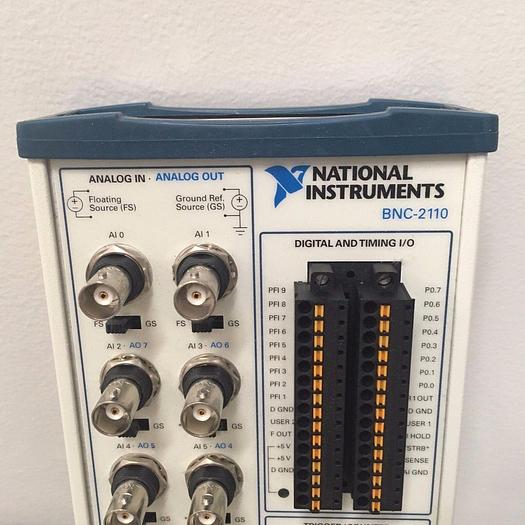 ANALOG IN · ANALOG OUT
Floating
Source (FS)
Ground Ref.
Source (GS)
NATIONAL
INSTRUMENTS
BNC-2110
DIGITAL AND TIMING I/O
AI 0
AI 1
FS GS
FS GS
AI 2 · AO 7
AI 3 · AO 6
GS
GS
AI 4 · AO 5
AI 5 · AO 4
GS
PFI 9
PFI 8
PFI 7
PFI 6
PFI 5
PFI 4
PFI 3
PFI 2
PFI 1
D GND
USER 2
F OUT
+5 V
+5 V
D GND
P0.7
P0.6
P0.5
P0.4
P0.3
P0.2
P0.1
P0.0
OUT
GND
USER 1
HOLD
STRB*
SENSE
AI GND